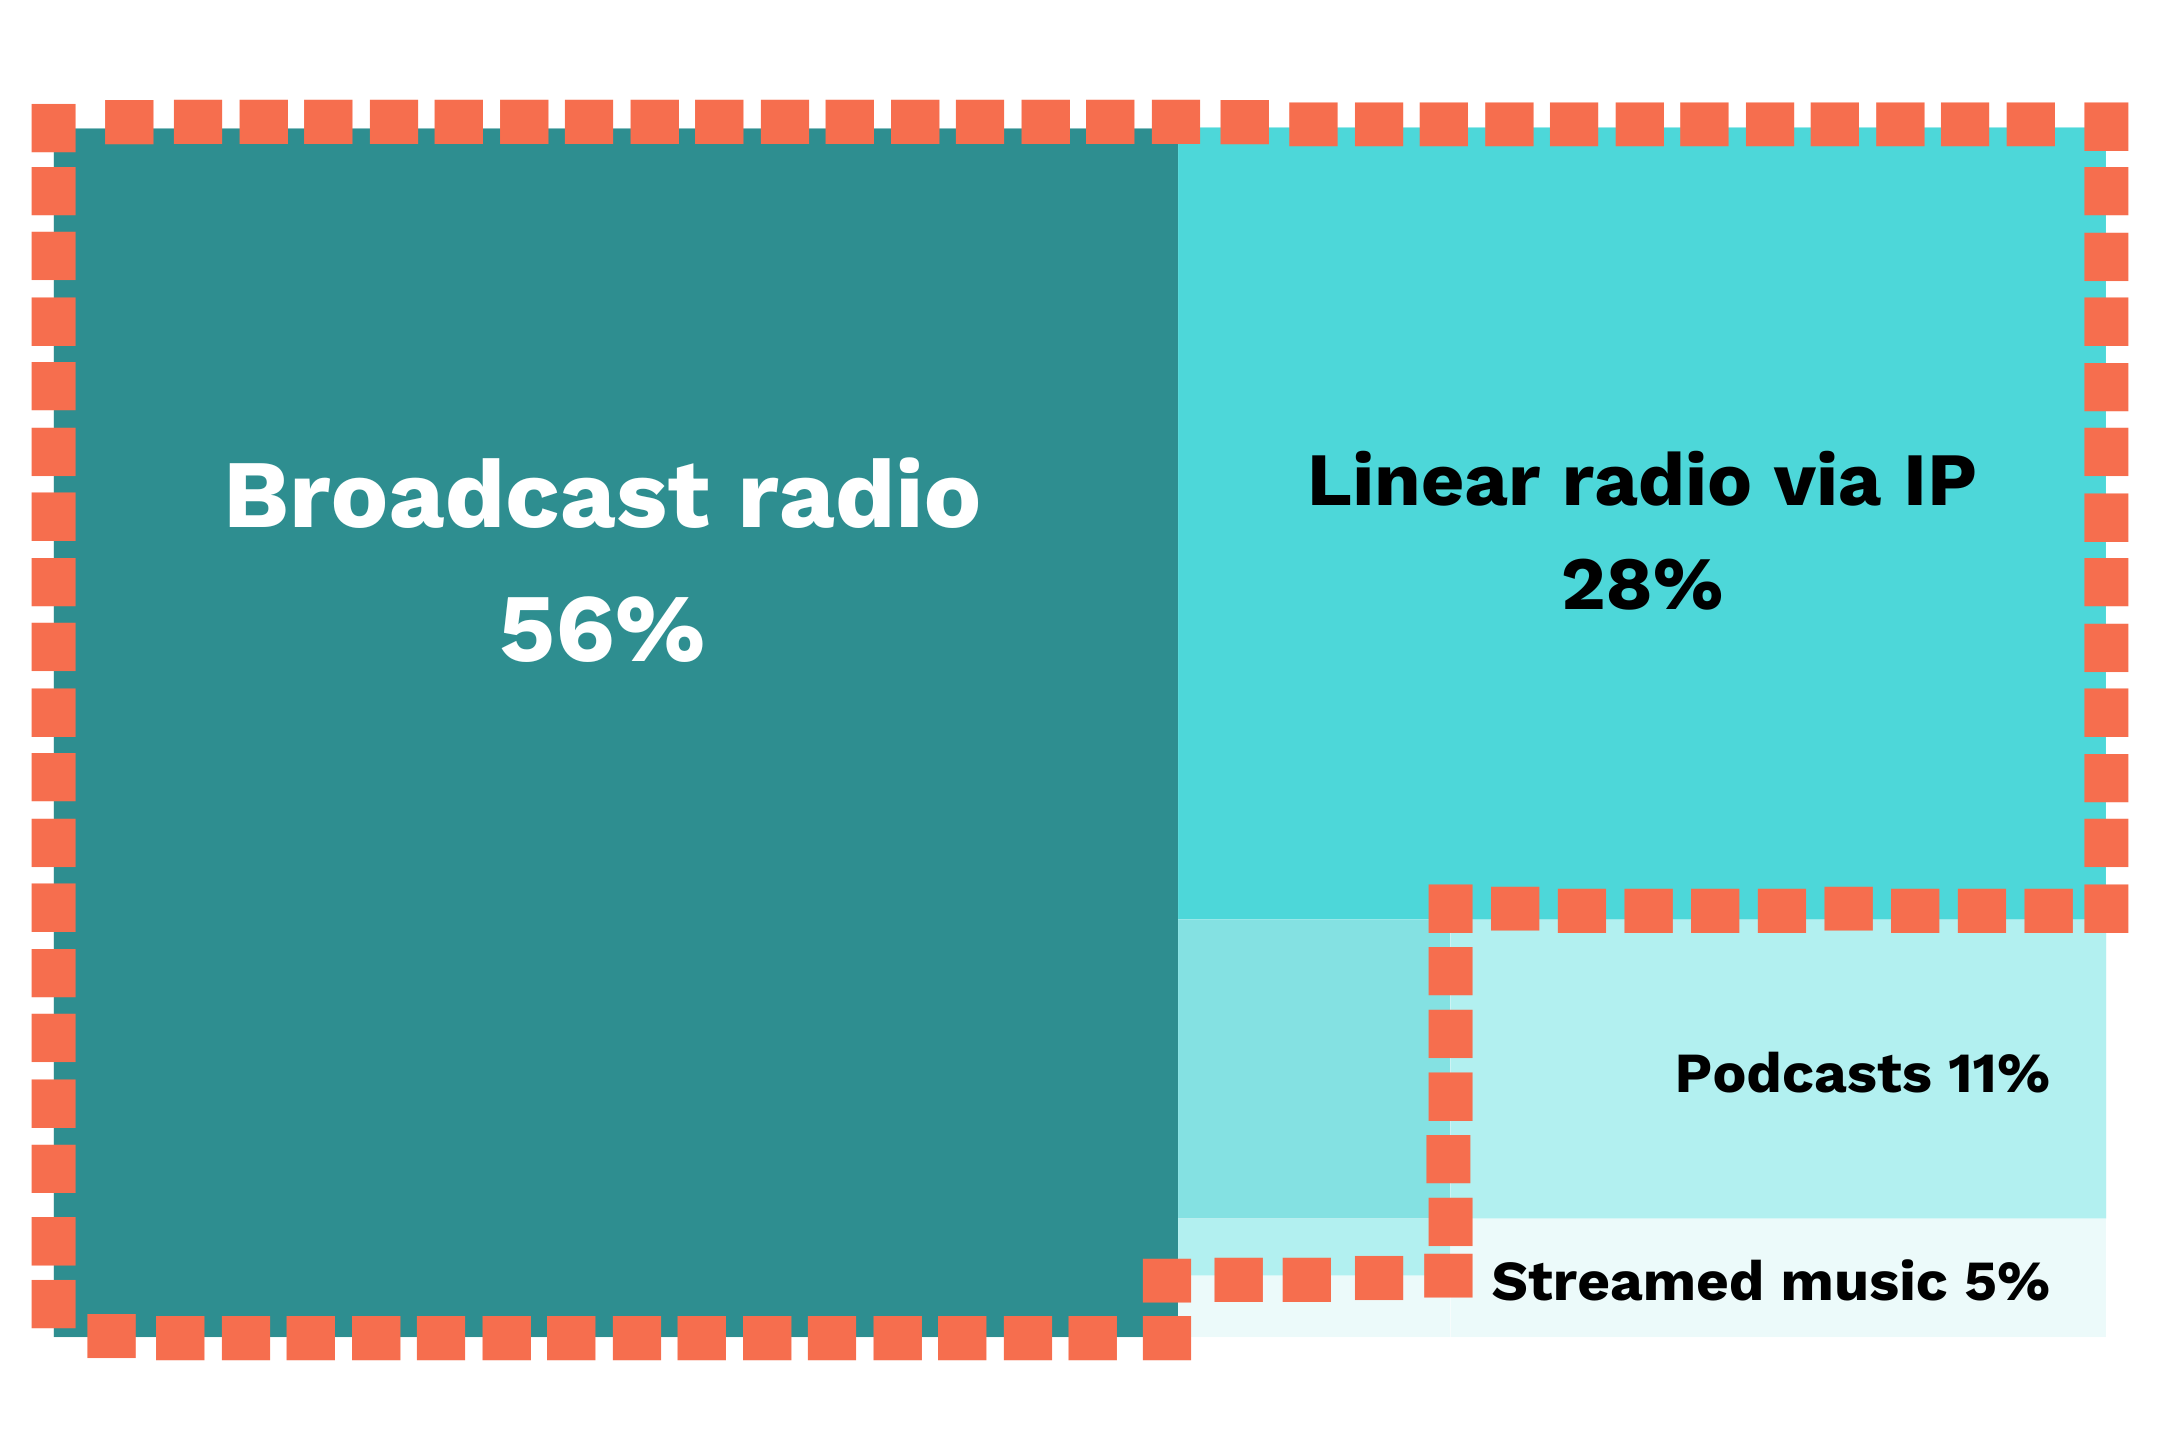 Broadcast radio
56%
Linear radio via IP
28%
Podcasts 11%
Streamed music 5%